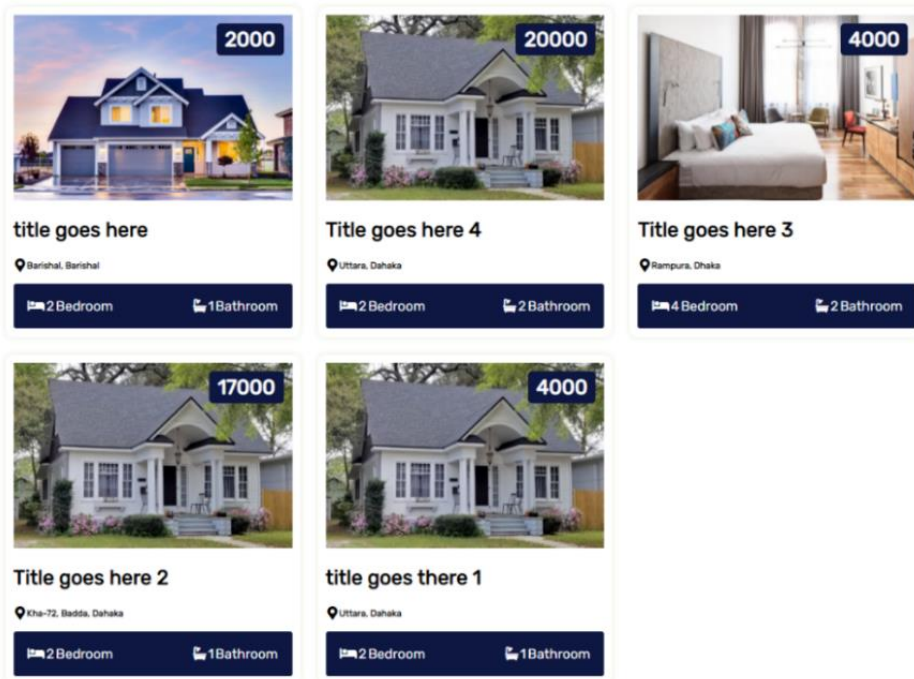 2000
title goes here
Barishal, Barishal
2 Bedroom 1 Bathroom
20000
Title goes here 4
Uttara, Dahaka
2 Bedroom 2 Bathroom
4000
Title goes here 3
Rampura, Dhaka
4 Bedroom 2 Bathroom
17000
Title goes here 2
Kha-72, Badda, Dahaka
2 Bedroom 1 Bathroom
4000
title goes there 1
Uttara, Dahaka
2 Bedroom 1 Bathroom